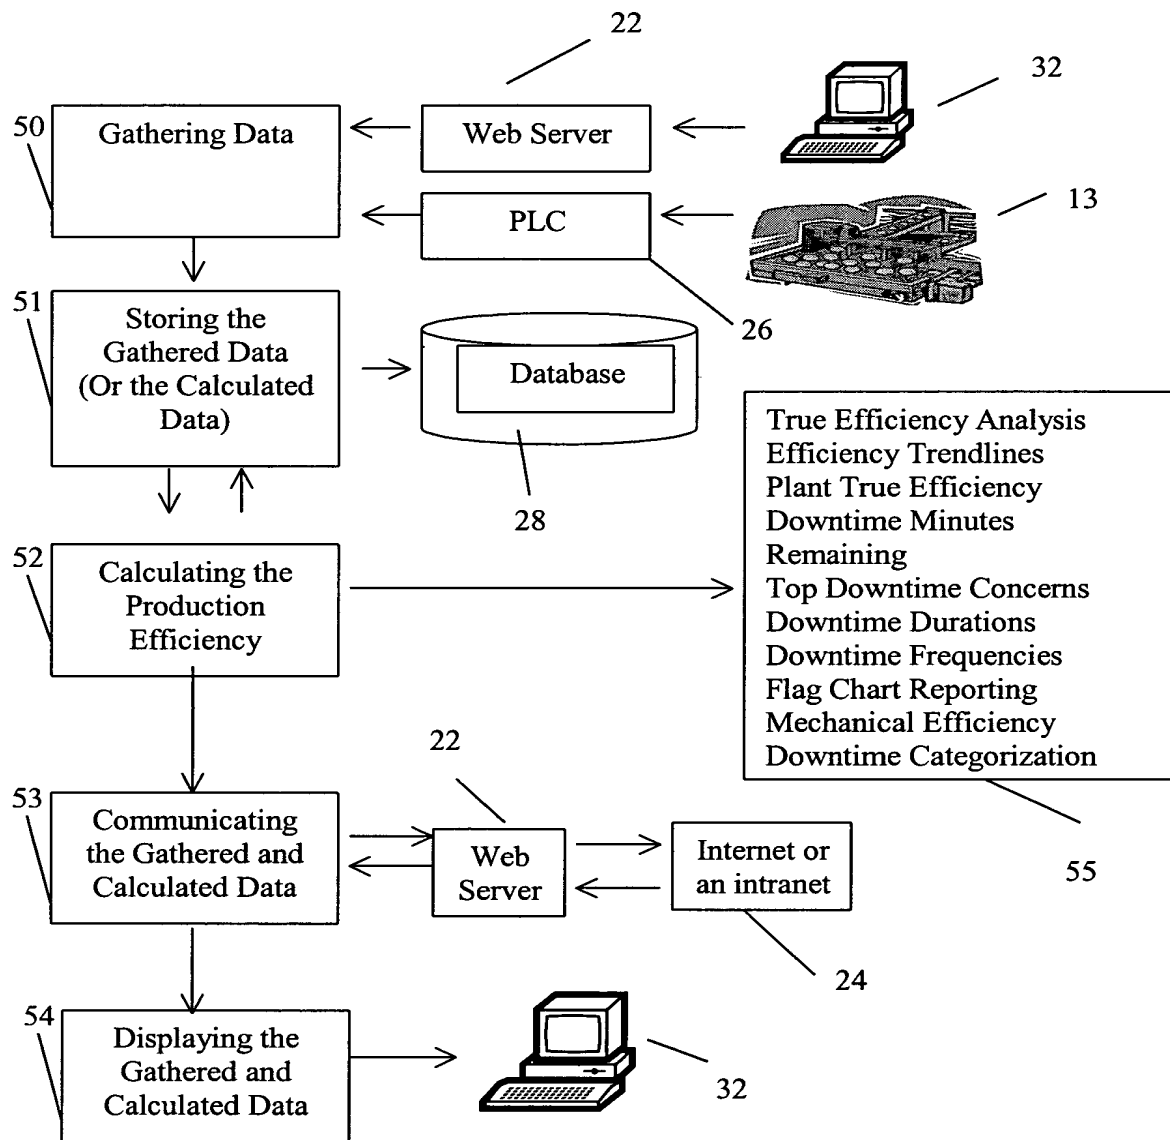 22
32
50
Gathering Data
Web Server
13
PLC
26
51
Storing the
Gathered Data
(Or the Calculated
Data)
Database
28
True Efficiency Analysis
Efficiency Trendlines
Plant True Efficiency
Downtime Minutes
Remaining
Top Downtime Concerns
Downtime Durations
Downtime Frequencies
Flag Chart Reporting
Mechanical Efficiency
Downtime Categorization
55
52
Calculating the
Production
Efficiency
22
53
Communicating
the Gathered and
Calculated Data
Web
Server
Internet or
an intranet
24
54
Displaying the
Gathered and
Calculated Data
32